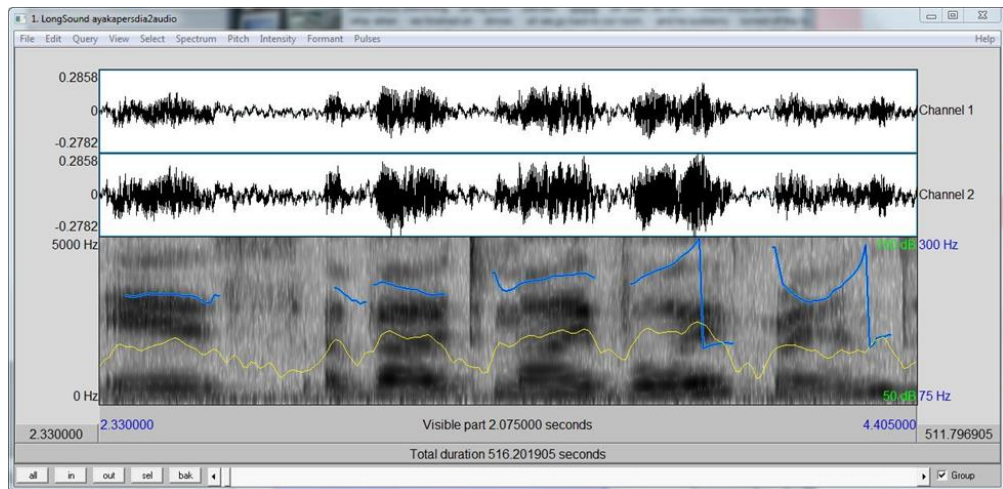 1. LongSound ayakapersdia2audio
File Edit Query View Select Spectrum Pitch Intensity Formant Pulses Help
0.2858
0
-0.2782
Channel 1
0.2858
0
-0.2782
Channel 2
5000 Hz
0 Hz
100 dB
300 Hz
50 dB
75 Hz
2.330000 Visible part 2.075000 seconds 4.405000
2.330000 511.796905
Total duration 516.201905 seconds
all in out sel bak Group